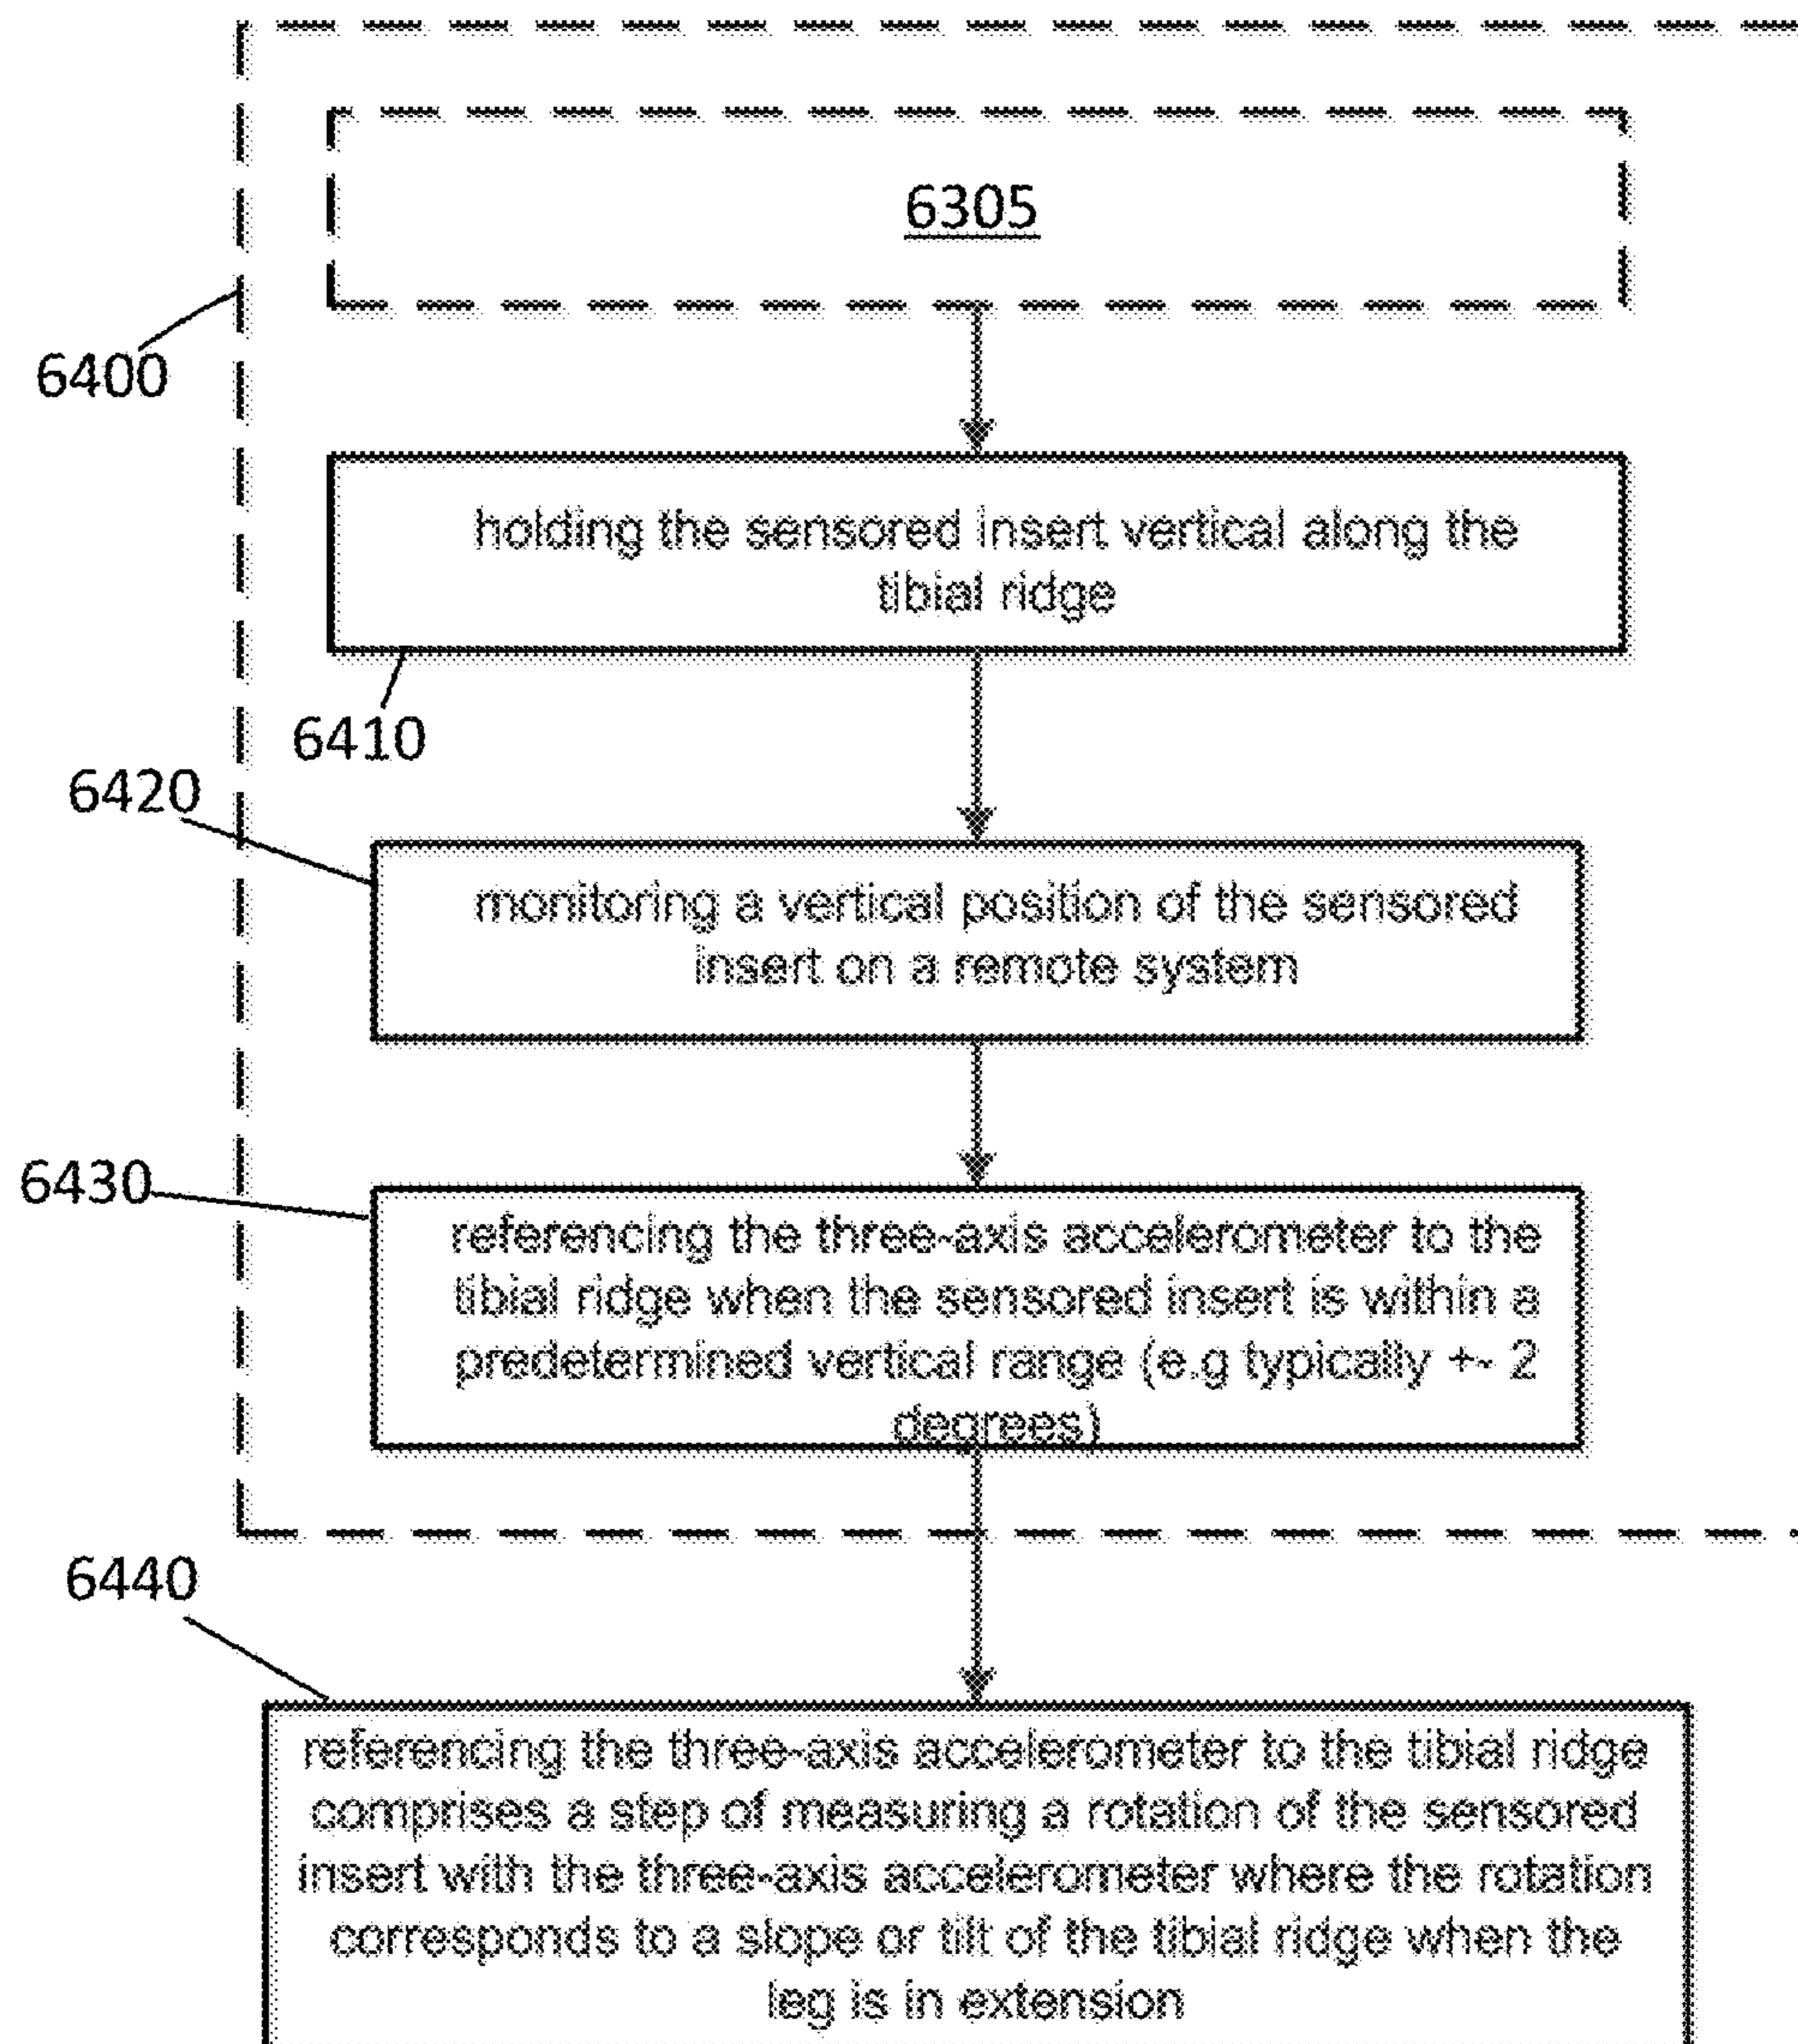 6305
6400
holding the sensored insert vertical along the
tibial ridge
6410
6420
monitoring a vertical position of the sensored
insert on a remote system
6430
referencing the three-axis accelerometer to the
tibial ridge when the sensored insert is within a
predetermined vertical range (e.g typically +- 2
degrees)
6440
referencing the three-axis accelerometer to the tibial ridge
comprises a step of measuring a rotation of the sensored
insert with the three-axis accelerometer where the rotation
corresponds to a slope or tilt of the tibial ridge when the
leg is in extension